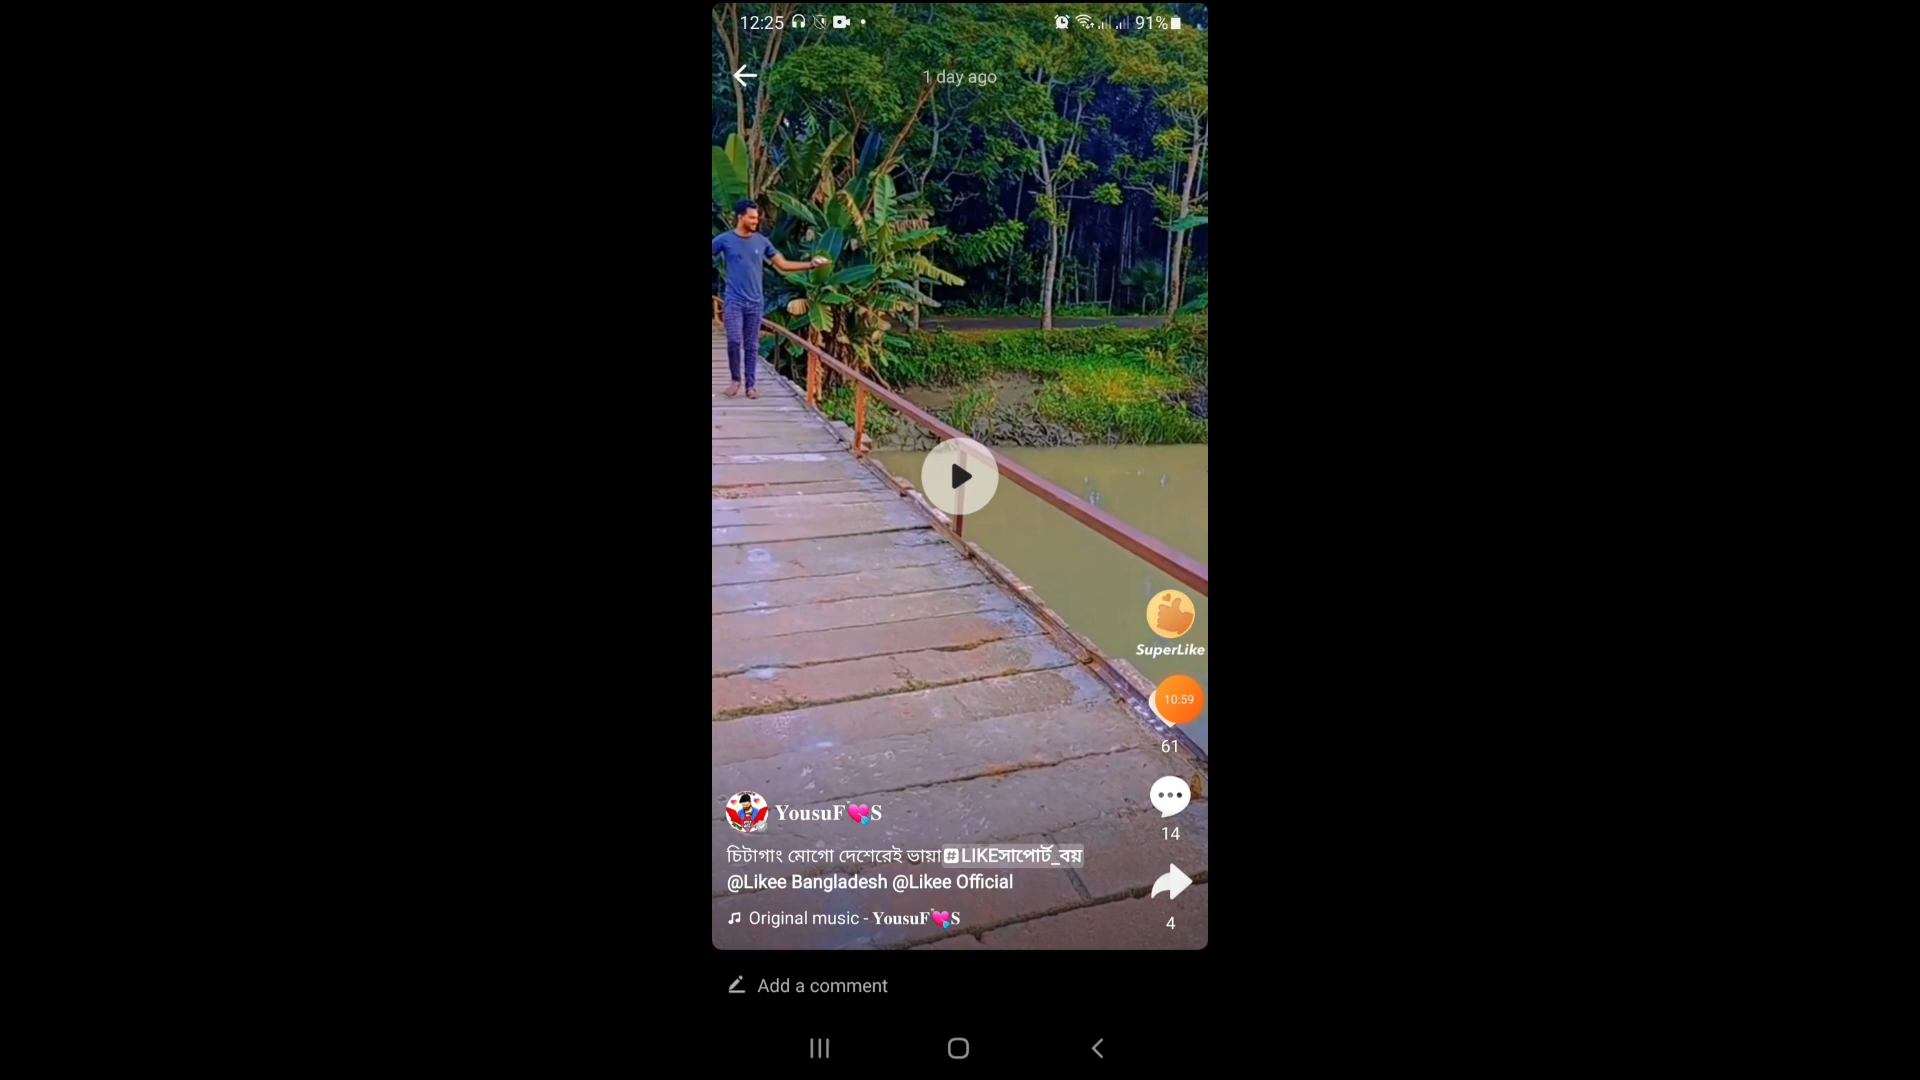 12:25
91%
1 day ago
SuperLike
10:59
61
YousuF💘S
14
চিটাগাং মোগো দেশেরেই ভায়া#LIKEসাপোর্ট_বয়
@Likee Bangladesh @Likee Official
Original music - YousuF💘S
4
Add a comment